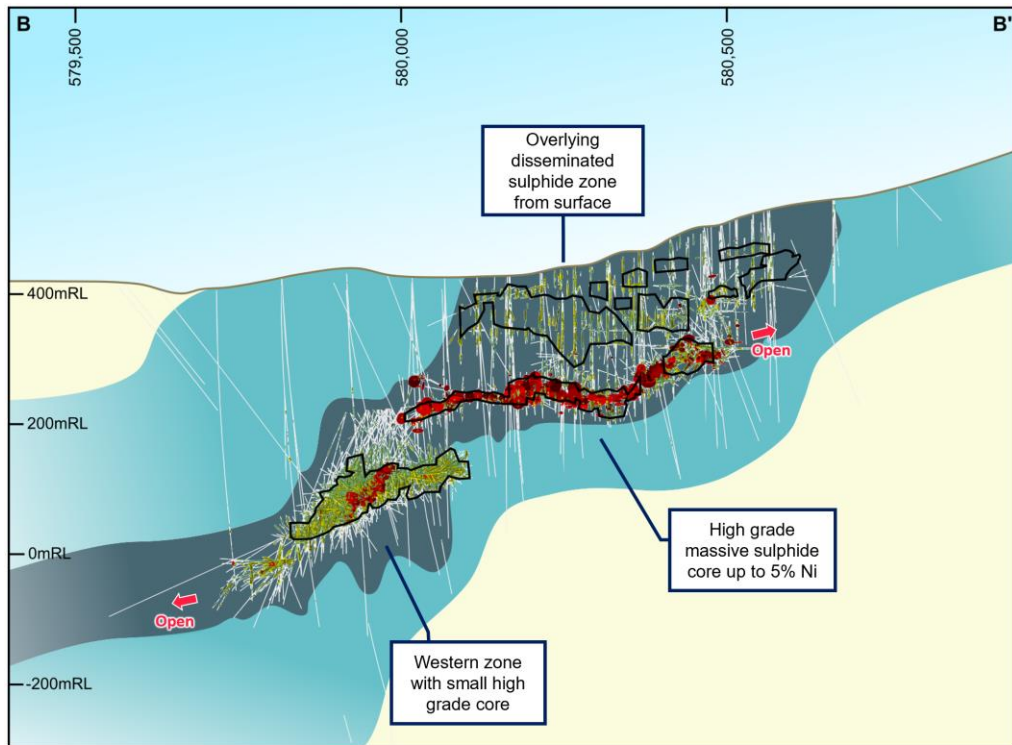 B
B'
579,500
580,000
580,500
Overlying
disseminated
sulphide zone
from surface
400mRL
Open
200mRL
High grade
massive sulphide
core up to 5% Ni
0mRL
Open
Western zone
with small high
grade core
-200mRL